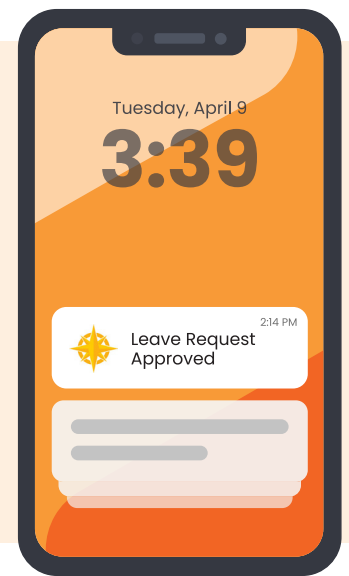 Tuesday, April 9
3:39
2:14 PM
Leave Request
Approved